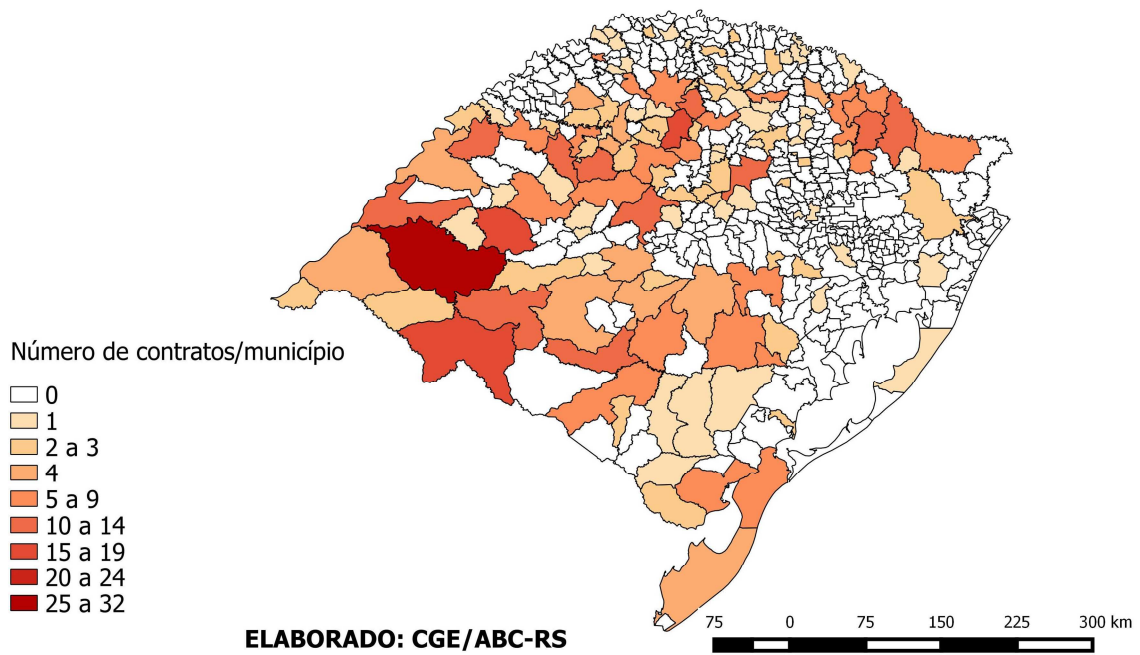 Número de contratos/município
0
1
2 a 3
4
5 a 9
10 a 14
15 a 19
20 a 24
25 a 32
ELABORADO: CGE/ABC-RS
75 0 75 150 225 300 km